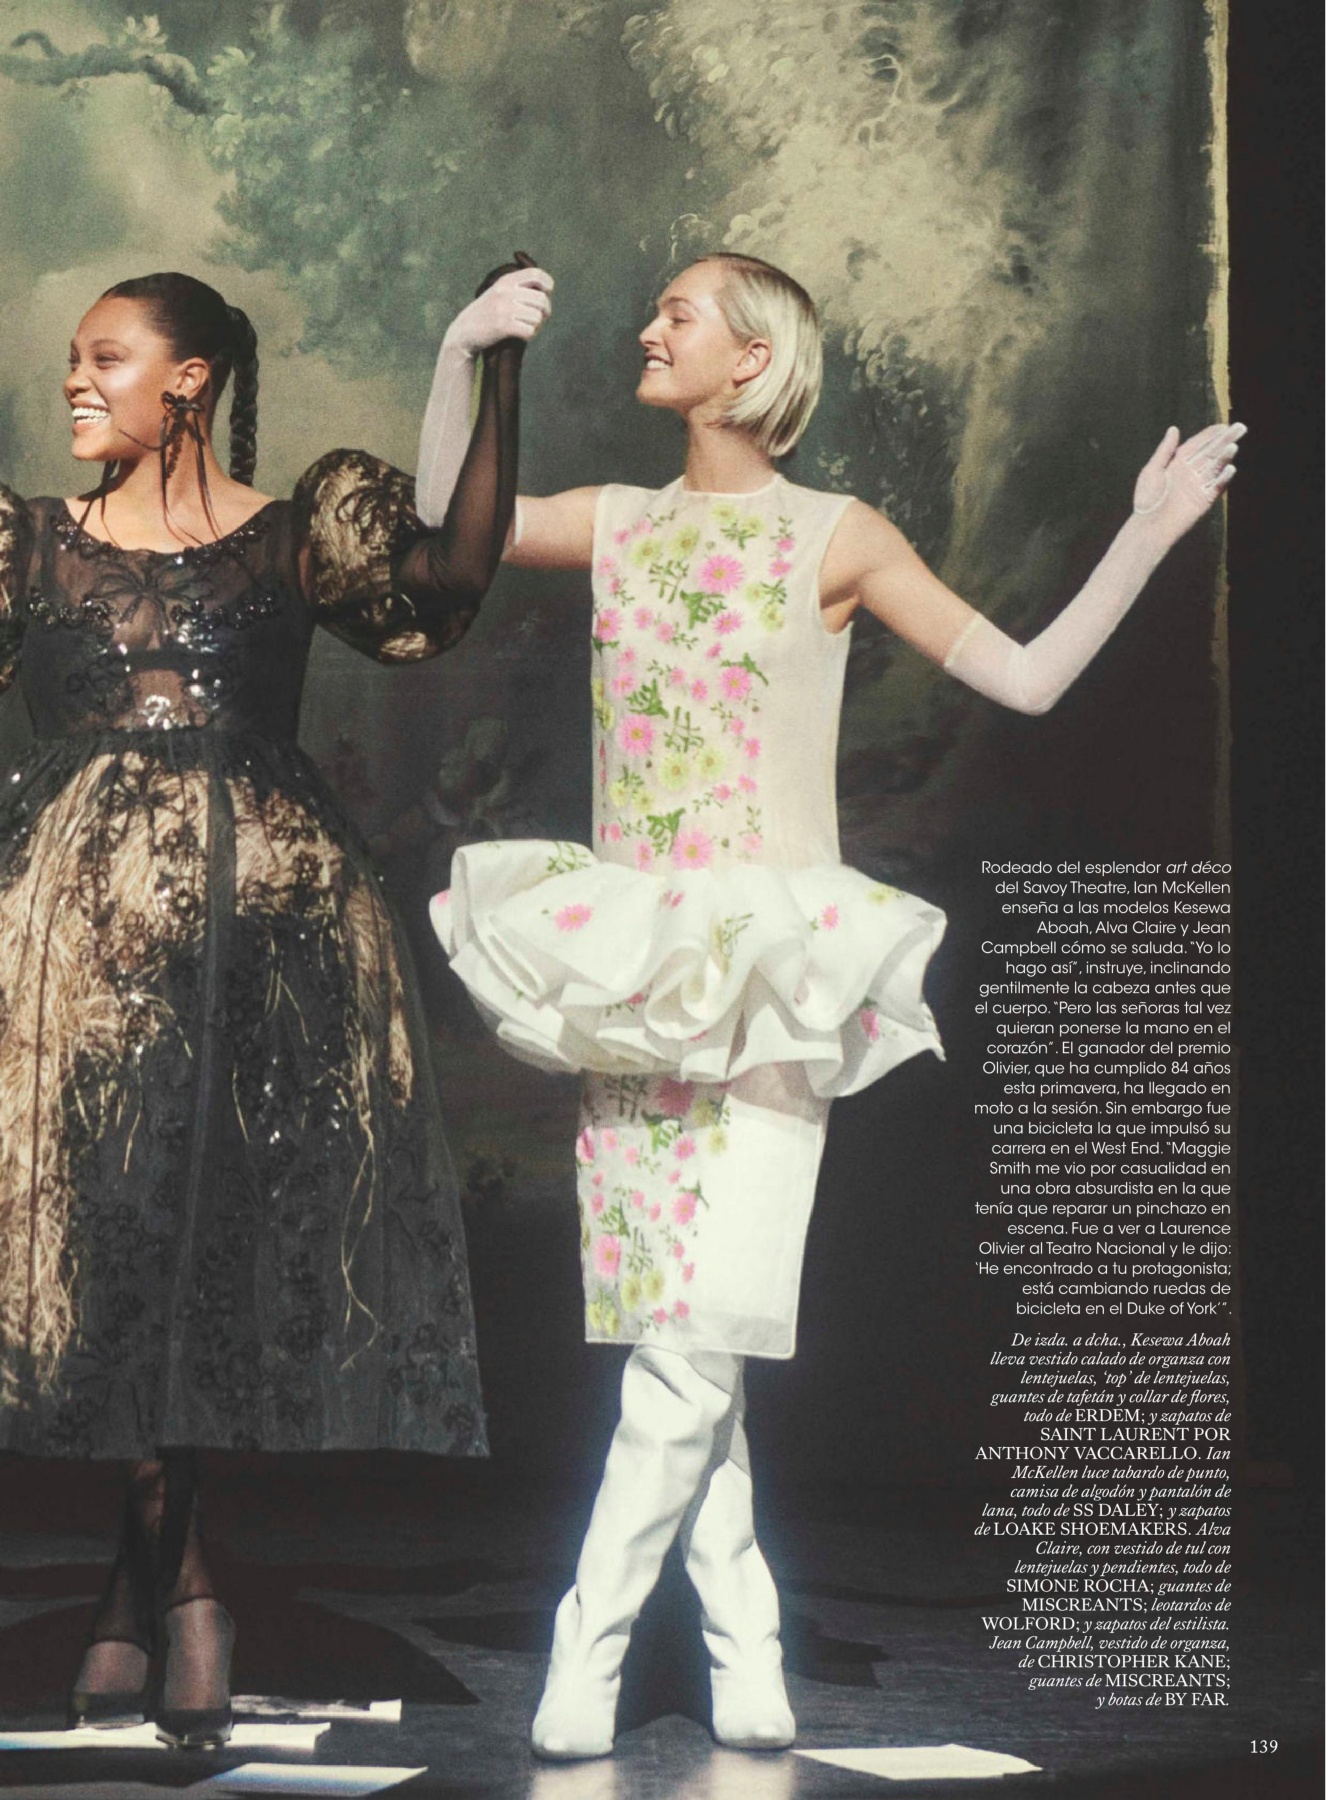 Rodeado del esplendor art déco
del Savoy Theatre, Ian McKellen
enseña a las modelos Kesewa
Aboah, Alva Claire y Jean
Campbell cómo se saluda. "Yo lo
hago así", instruye, inclinando
gentilmente la cabeza antes que
el cuerpo. "Pero las señoras tal vez
quieran ponerse la mano en el
corazón". El ganador del premio
Olivier, que ha cumplido 84 años
esta primavera, ha llegado en
moto a la sesión. Sin embargo fue
una bicicleta la que impulsó su
carrera en el West End. "Maggie
Smith me vio por casualidad en
una obra absurdista en la que
tenía que reparar un pinchazo en
escena. Fue a ver a Laurence
Olivier al Teatro Nacional y le dijo:
'He encontrado a tu protagonista;
está cambiando ruedas de
bicicleta en el Duke of York'".
De izda. a dcha., Kesewa Aboah
lleva vestido calado de organza con
lentejuelas, 'top' de lentejuelas,
guantes de tafetán y collar de flores,
todo de ERDEM; y zapatos de
SAINT LAURENT POR
ANTHONY VACCARELLO. Ian
McKellen luce tabardo de punto,
camisa de algodón y pantalón de
lana, todo de SS DALEY; y zapatos
de LOAKE SHOEMAKERS. Alva
Claire, con vestido de tul con
lentejuelas y pendientes, todo de
SIMONE ROCHA; guantes de
MISCREANTS; leotardos de
WOLFORD; y zapatos del estilista.
Jean Campbell, vestido de organza,
de CHRISTOPHER KANE;
guantes de MISCREANTS;
y botas de BY FAR.
139